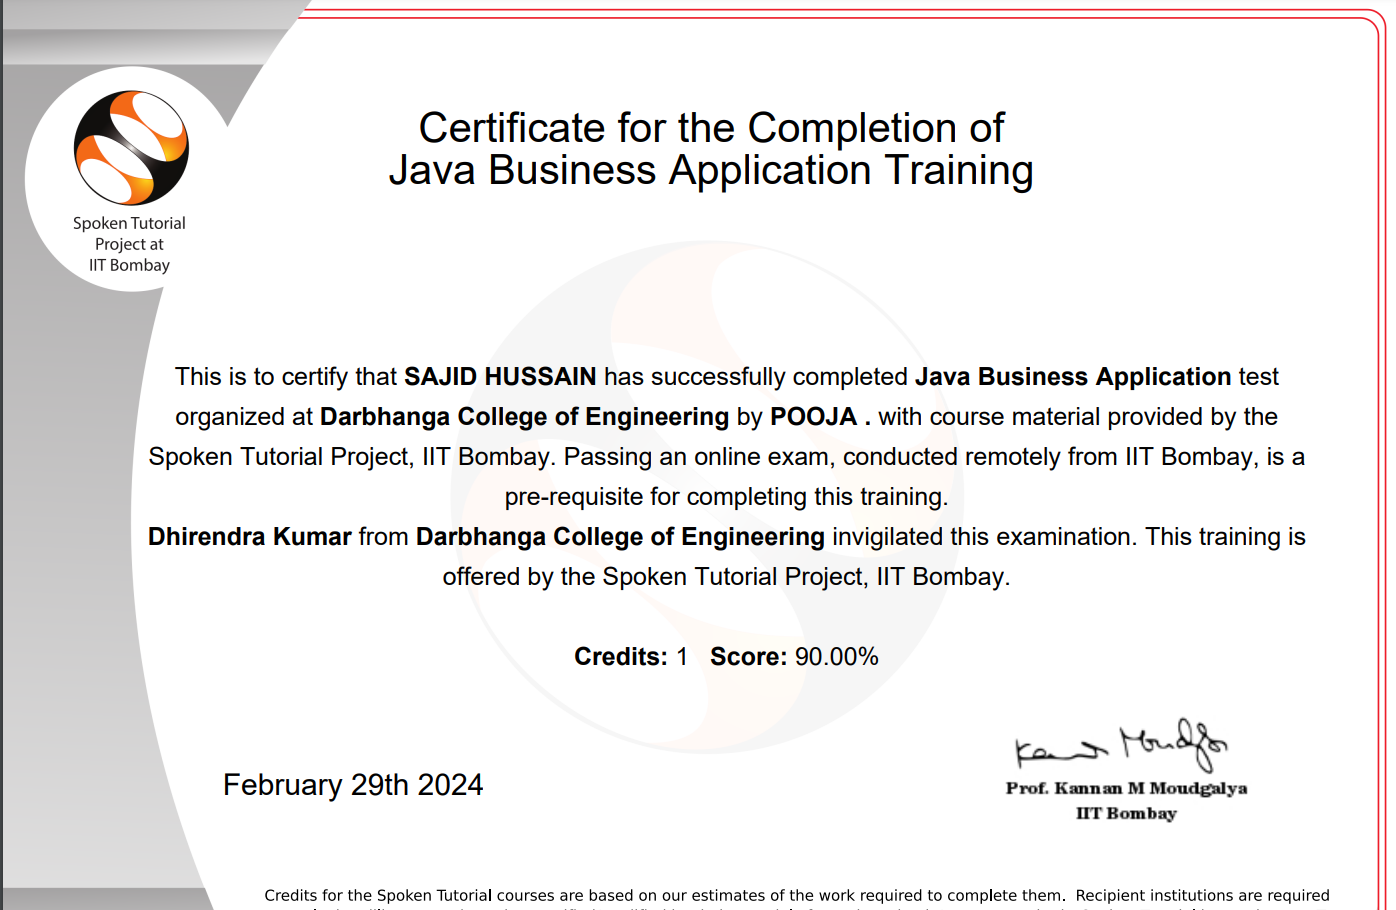 Spoken Tutorial
Project at
IIT Bombay
Certificate for the Completion of
Java Business Application Training
This is to certify that SAJID HUSSAIN has successfully completed Java Business Application test
organized at Darbhanga College of Engineering by POOJA . with course material provided by the
Spoken Tutorial Project, IIT Bombay. Passing an online exam, conducted remotely from IIT Bombay, is a
pre-requisite for completing this training.
Dhirendra Kumar from Darbhanga College of Engineering invigilated this examination. This training is
offered by the Spoken Tutorial Project, IIT Bombay.
Credits: 1 Score: 90.00%
February 29th 2024
Prof. Kannan M Moudgalya
IIT Bombay
Credits for the Spoken Tutorial courses are based on our estimates of the work required to complete them. Recipient institutions are required